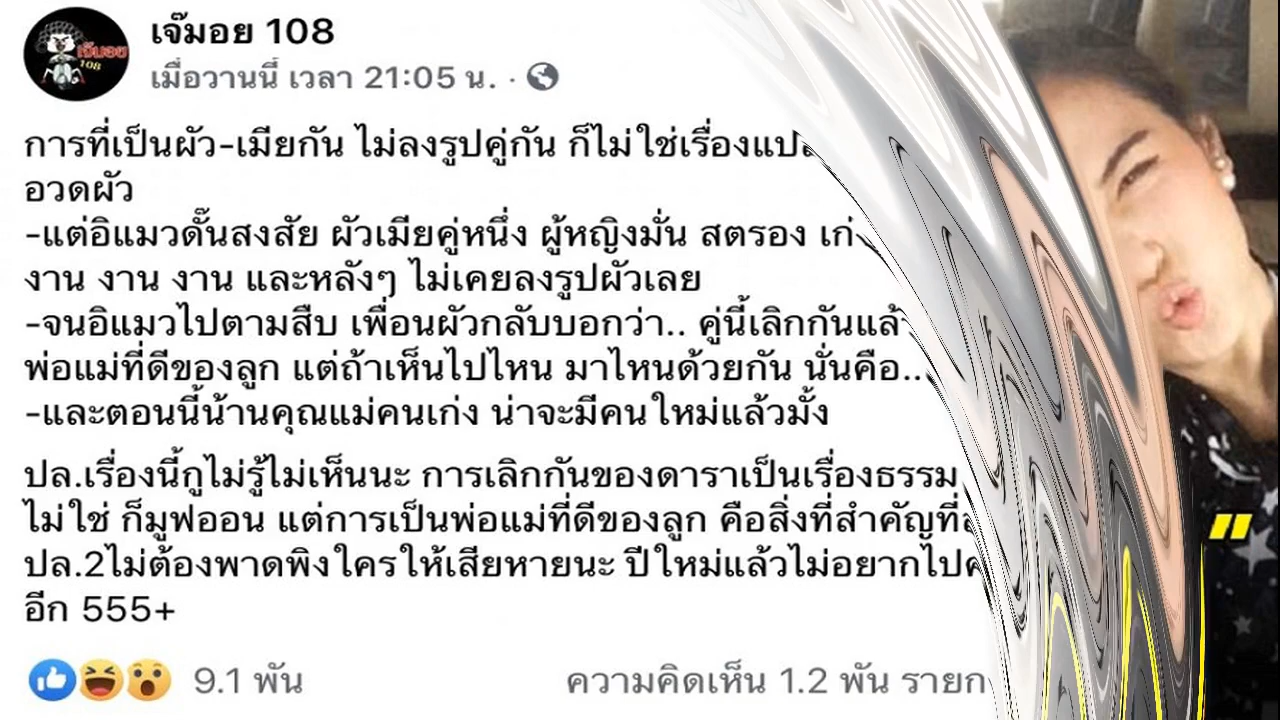 เจ๊มอย 108
เจ๊มอย
108
เมื่อวานนี้ เวลา 21:05 น. ·
การที่เป็นผัว-เมียกัน ไม่ลงรูปคู่กัน ก็ไม่ใช่เรื่อง
อวดผัว
-แต่อิแมวดั๊นสงสัย ผัวเมียคู่หนึ่ง ผู้หญิงมั่น สตรอง
งาน งาน งาน และหลังๆ ไม่เคยลงรูปผัวเลย
-จนอิแมวไปตามสืบ เพื่อนผัวกลับบอกว่า.. คู่นี้เลิกกัน
พ่อแม่ที่ดีของลูก แต่ถ้าเห็นไปไหน มาไหนด้วยกัน นั่นคือ..
-และตอนนี้น้านคุณแม่คนเก่ง น่าจะมีคนใหม่แล้วมั้ง
ปล.เรื่องนี้กูไม่รู้ไม่เห็นนะ การเลิกกันของดาราเป็นเรื่อง
ไม่ใช่ ก็มูฟออน แต่การเป็นพ่อแม่ที่ดีของลูก คือสิ่งที่สำคัญ
ปล.2ไม่ต้องพาดพิงใครให้เสียหายนะ ปีใหม่แล้วไม่อยากไป
อีก 555+
9.1 พัน
ความคิดเห็น 1.2 พัน